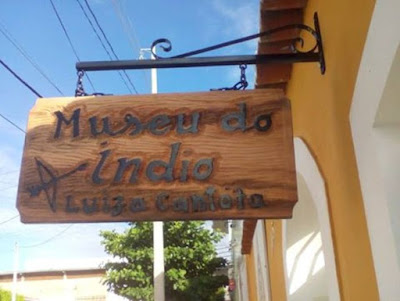 Museu do
índio
Luiza Cantofa